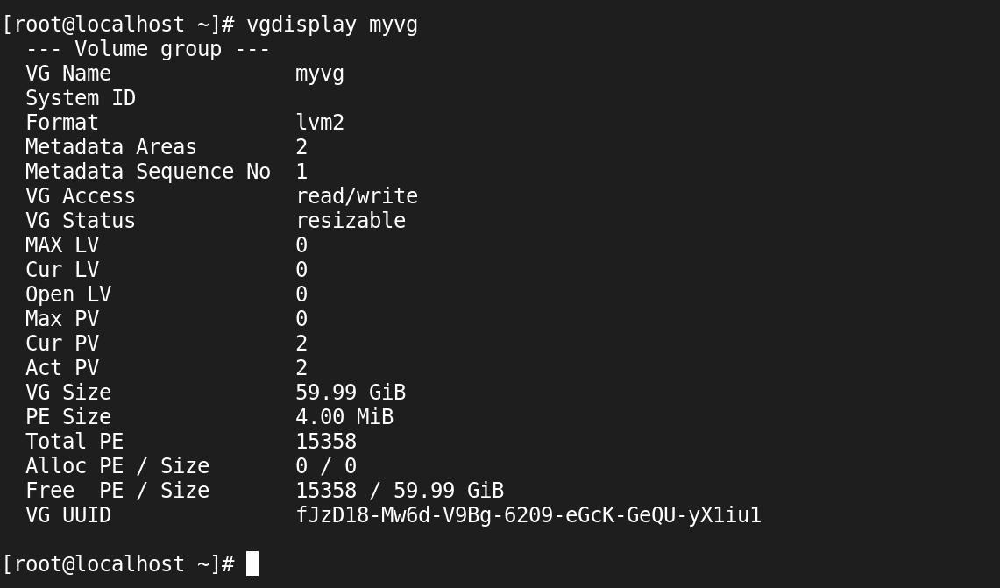 [root@localhost ~]# vgdisplay myvg
  --- Volume group ---
  VG Name               myvg
  System ID
  Format                lvm2
  Metadata Areas        2
  Metadata Sequence No  1
  VG Access             read/write
  VG Status             resizable
  MAX LV                0
  Cur LV                0
  Open LV               0
  Max PV                0
  Cur PV                2
  Act PV                2
  VG Size               59.99 GiB
  PE Size               4.00 MiB
  Total PE              15358
  Alloc PE / Size       0 / 0
  Free  PE / Size       15358 / 59.99 GiB
  VG UUID               fJzD18-Mw6d-V9Bg-6209-eGcK-GeQU-yX1iu1

[root@localhost ~]#